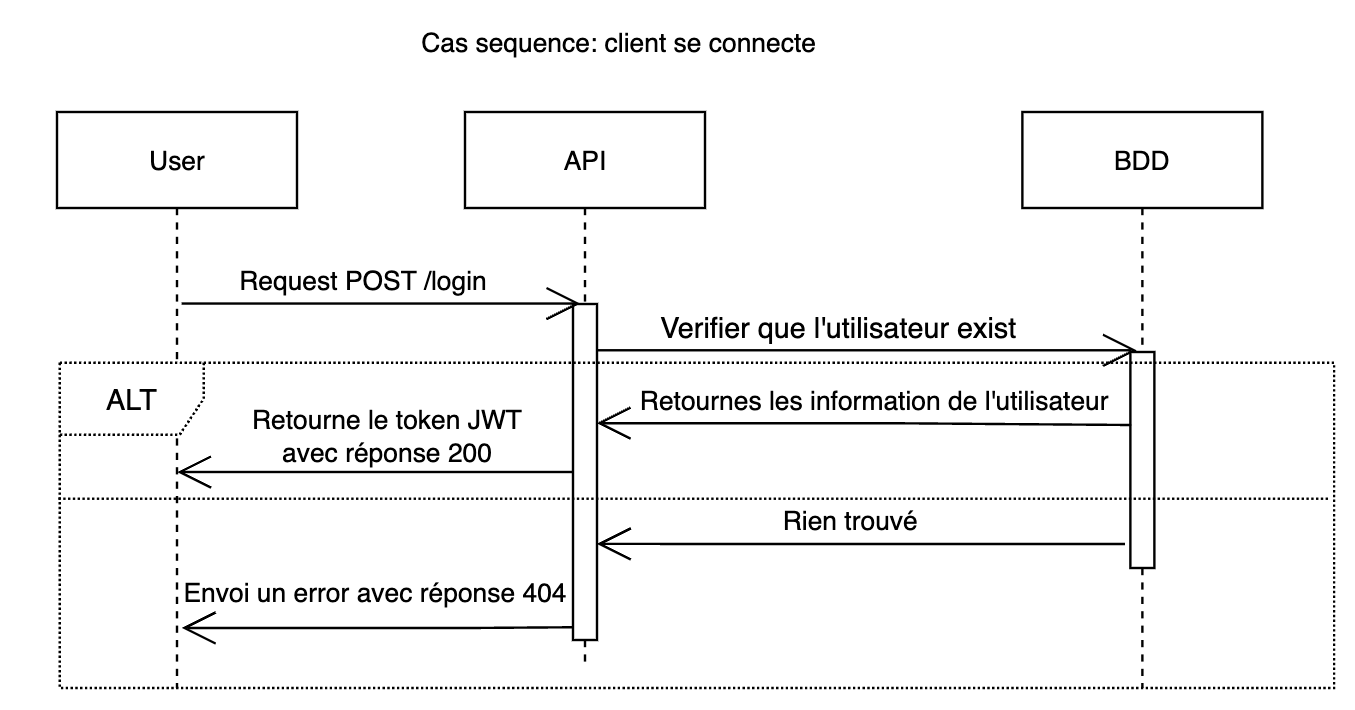 Cas sequence: client se connecte
User
API
BDD
Request POST /login
Verifier que l'utilisateur exist
ALT
Retournes les information de l'utilisateur
Retourne le token JWT
avec réponse 200
Rien trouvé
Envoi un error avec réponse 404